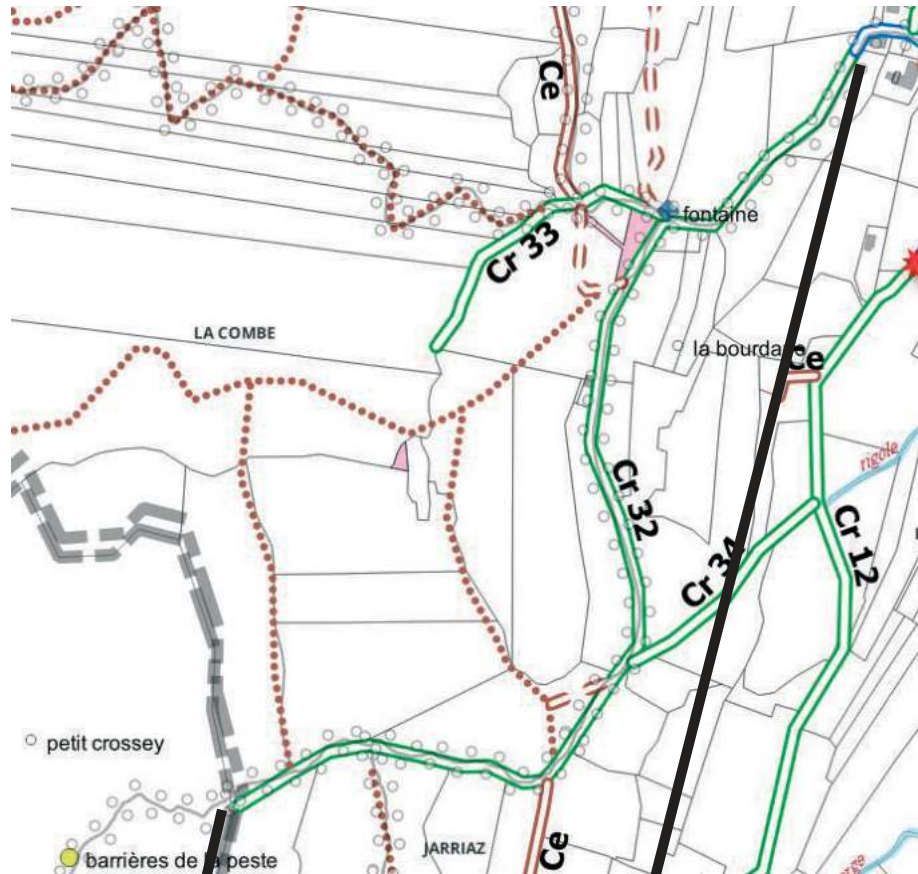 Ce
fontaine
Cr 33
LA COMBE
la bourda
Ce
rigole
Cr 32
Cr 34
Cr 12
petit crossey
barrières de la peste
JARRIAZ
Ce